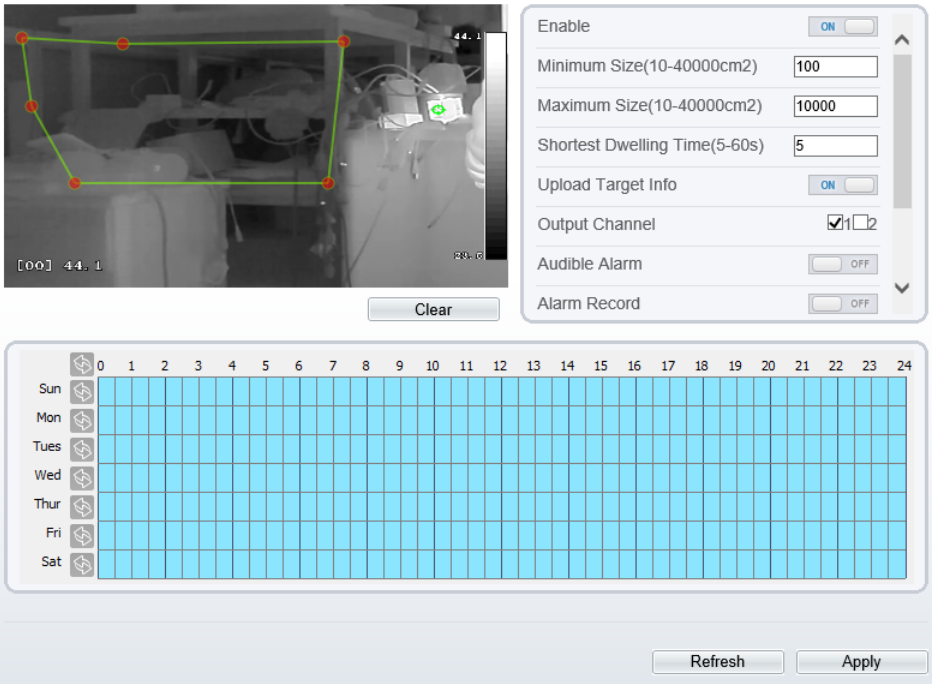 44.1
[00] 44.1
Clear
Enable ON
Minimum Size(10-40000cm2) 100
Maximum Size(10-40000cm2) 10000
Shortest Dwelling Time(5-60s) 5
Upload Target Info ON
Output Channel 1 2
Audible Alarm OFF
Alarm Record OFF
0 1 2 3 4 5 6 7 8 9 10 11 12 13 14 15 16 17 18 19 20 21 22 23 24
Sun
Mon
Tues
Wed
Thur
Fri
Sat
Refresh Apply